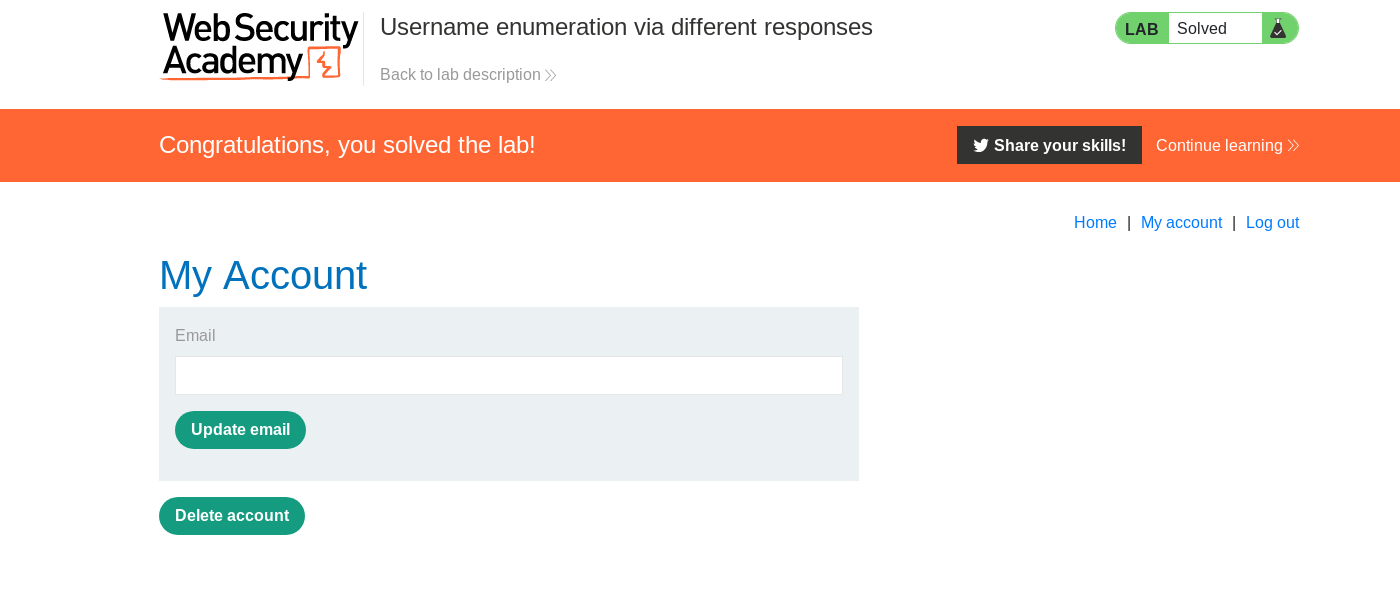 Web Security
Academy
Username enumeration via different responses
Back to lab description
LAB Solved
Congratulations, you solved the lab!
Share your skills! Continue learning
Home | My account | Log out
My Account
Email
Update email
Delete account